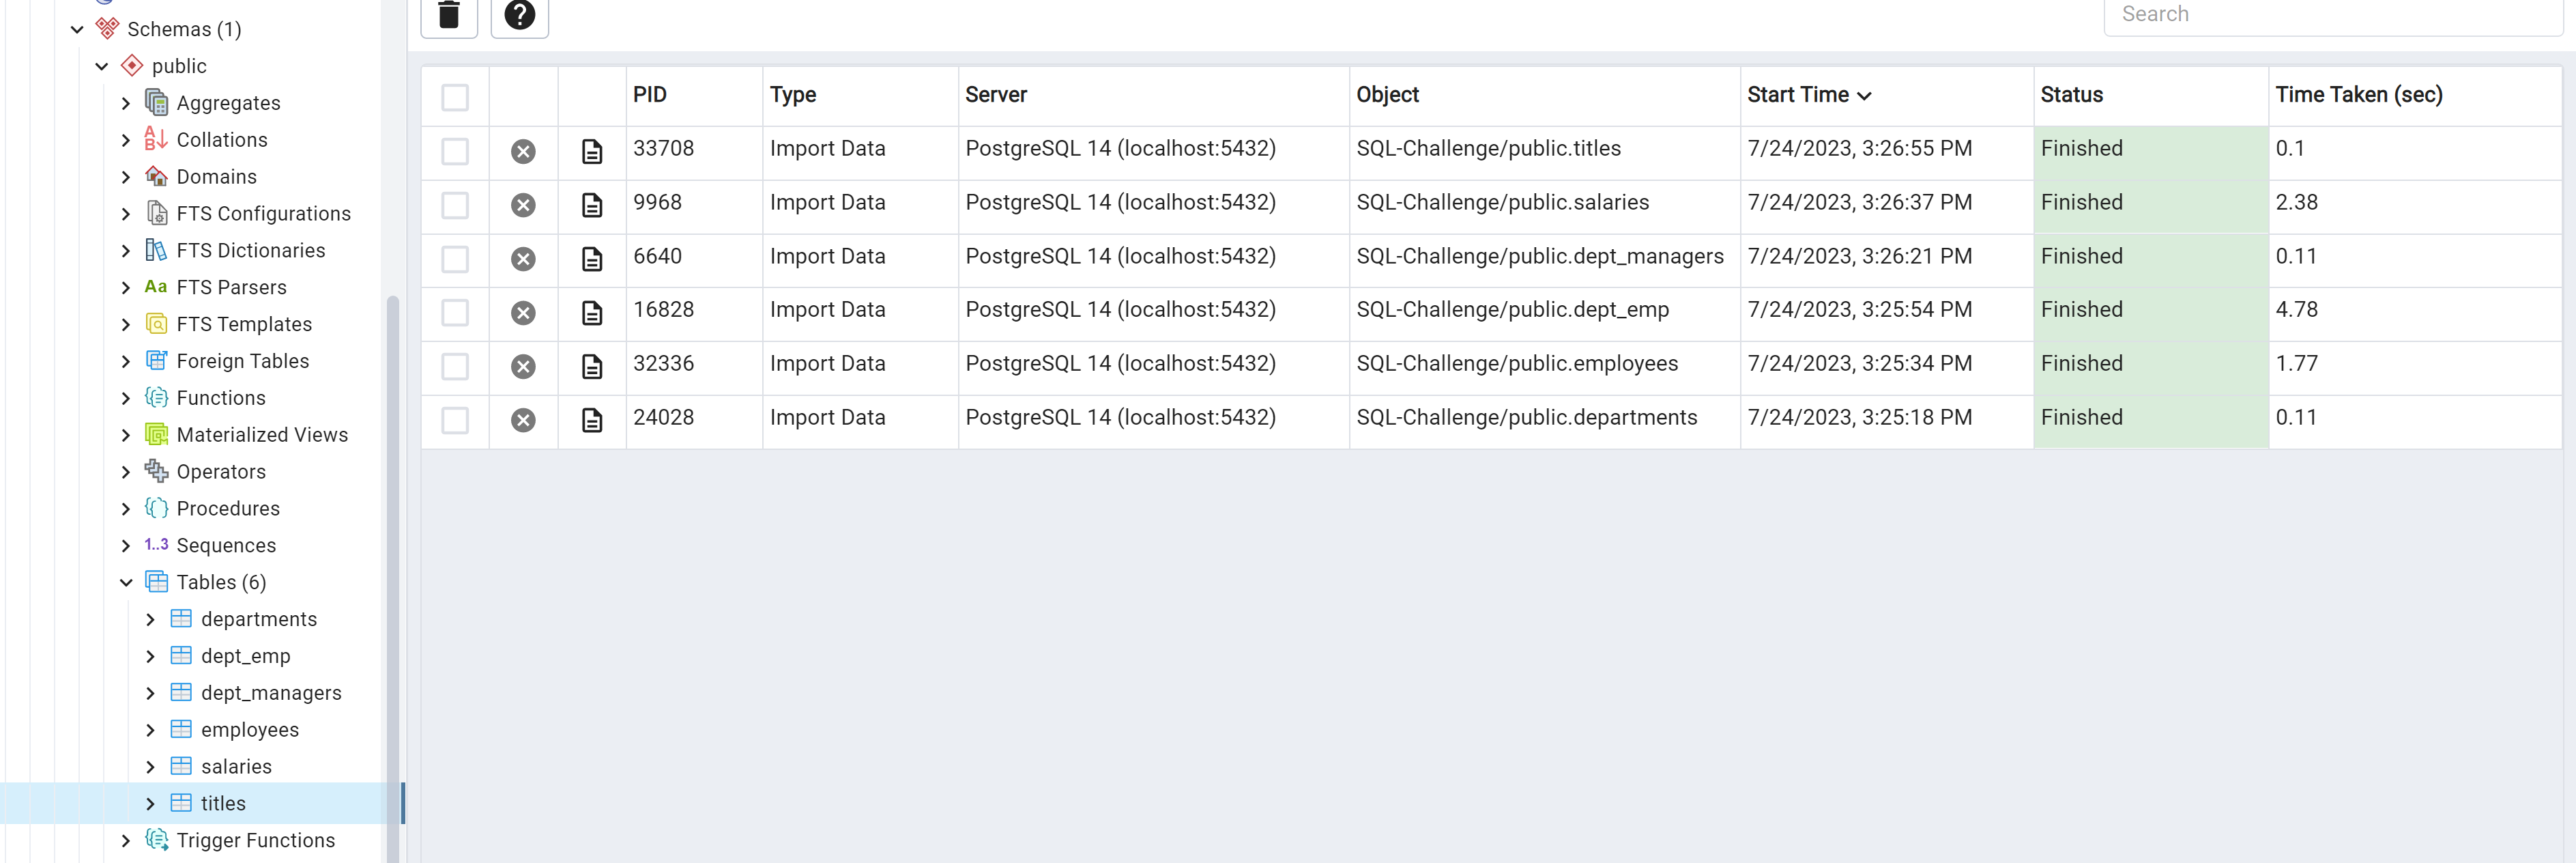 Schemas (1)
public
Aggregates
Collations
Domains
FTS Configurations
FTS Dictionaries
Aa FTS Parsers
FTS Templates
Foreign Tables
Functions
Materialized Views
Operators
Procedures
1..3 Sequences
Tables (6)
departments
dept_emp
dept_managers
employees
salaries
titles
Trigger Functions
Search
PID Type Server Object Start Time Status Time Taken (sec)
33708 Import Data PostgreSQL 14 (localhost:5432) SQL-Challenge/public.titles 7/24/2023, 3:26:55 PM Finished 0.1
9968 Import Data PostgreSQL 14 (localhost:5432) SQL-Challenge/public.salaries 7/24/2023, 3:26:37 PM Finished 2.38
6640 Import Data PostgreSQL 14 (localhost:5432) SQL-Challenge/public.dept_managers 7/24/2023, 3:26:21 PM Finished 0.11
16828 Import Data PostgreSQL 14 (localhost:5432) SQL-Challenge/public.dept_emp 7/24/2023, 3:25:54 PM Finished 4.78
32336 Import Data PostgreSQL 14 (localhost:5432) SQL-Challenge/public.employees 7/24/2023, 3:25:34 PM Finished 1.77
24028 Import Data PostgreSQL 14 (localhost:5432) SQL-Challenge/public.departments 7/24/2023, 3:25:18 PM Finished 0.11